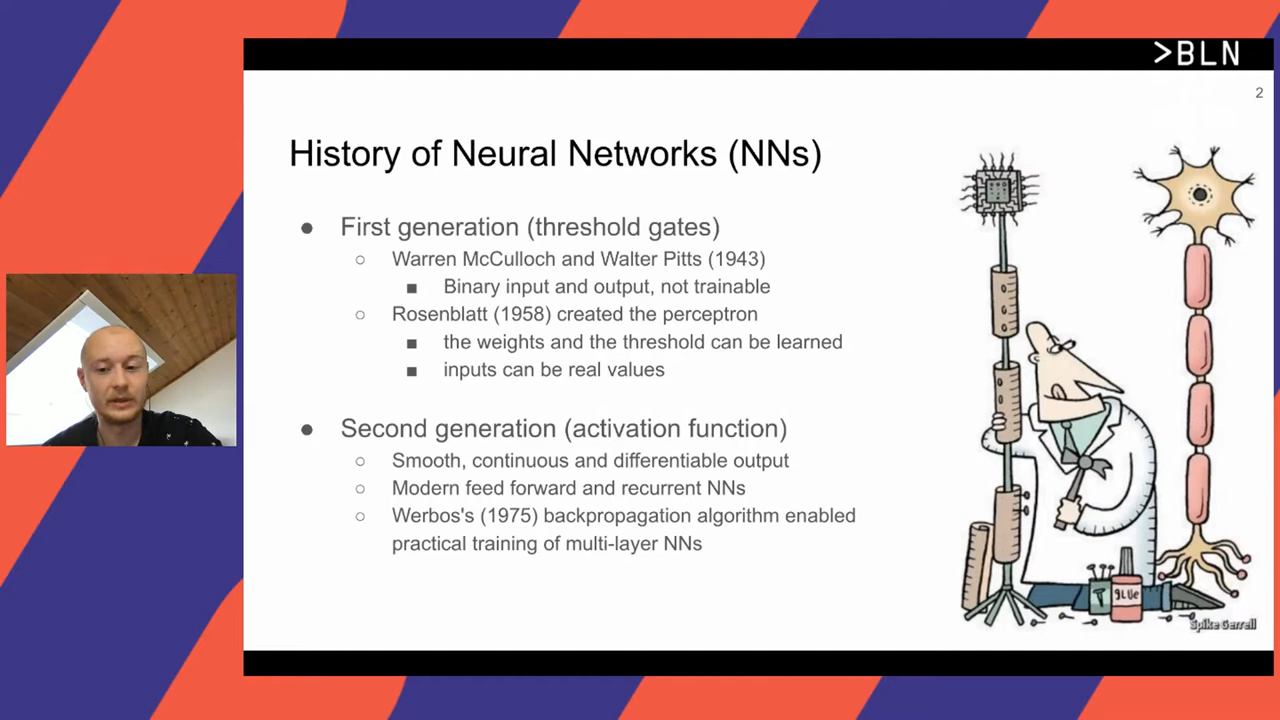 >BLN
2
History of Neural Networks (NNs)
● First generation (threshold gates)
○ Warren McCulloch and Walter Pitts (1943)
■ Binary input and output, not trainable
○ Rosenblatt (1958) created the perceptron
■ the weights and the threshold can be learned
■ inputs can be real values
● Second generation (activation function)
○ Smooth, continuous and differentiable output
○ Modern feed forward and recurrent NNs
○ Werbos's (1975) backpropagation algorithm enabled
practical training of multi-layer NNs
T
GLUE
Spike Gerrell